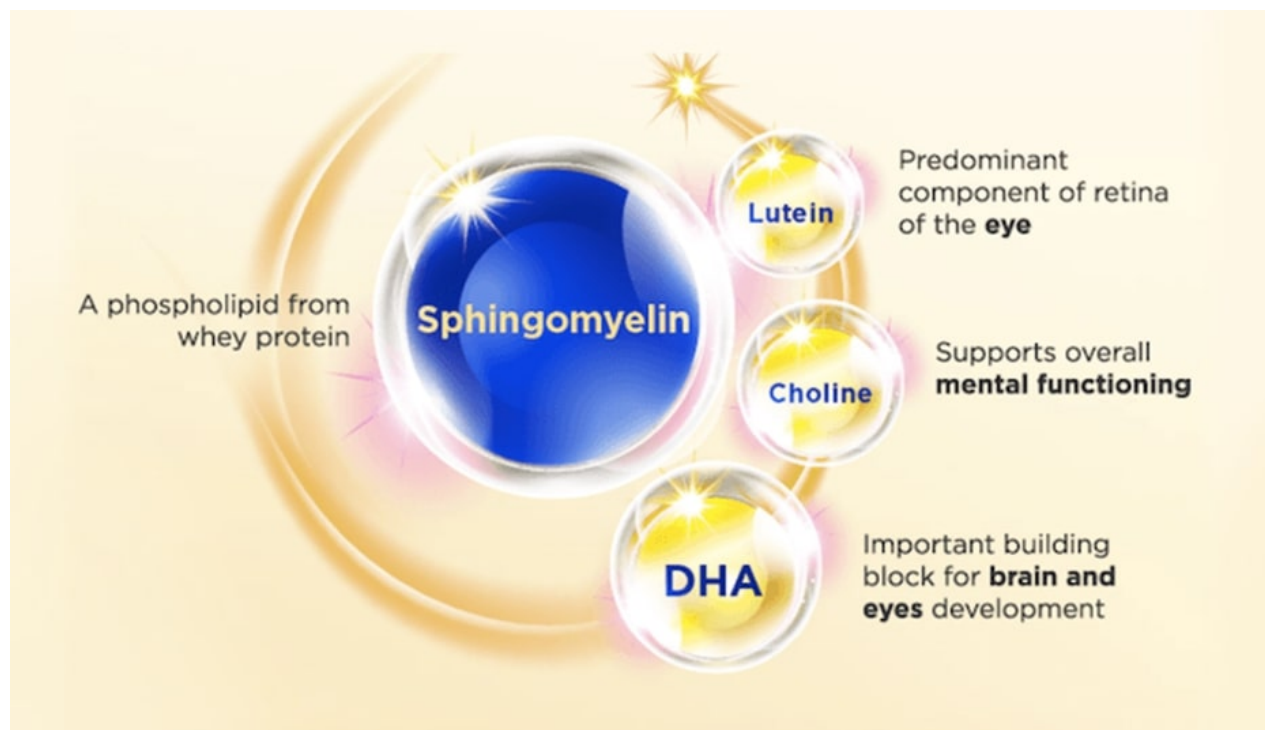 A phospholipid from
whey protein
Sphingomyelin
Lutein
Predominant
component of retina
of the eye
Choline
Supports overall
mental functioning
DHA
Important building
block for brain and
eyes development